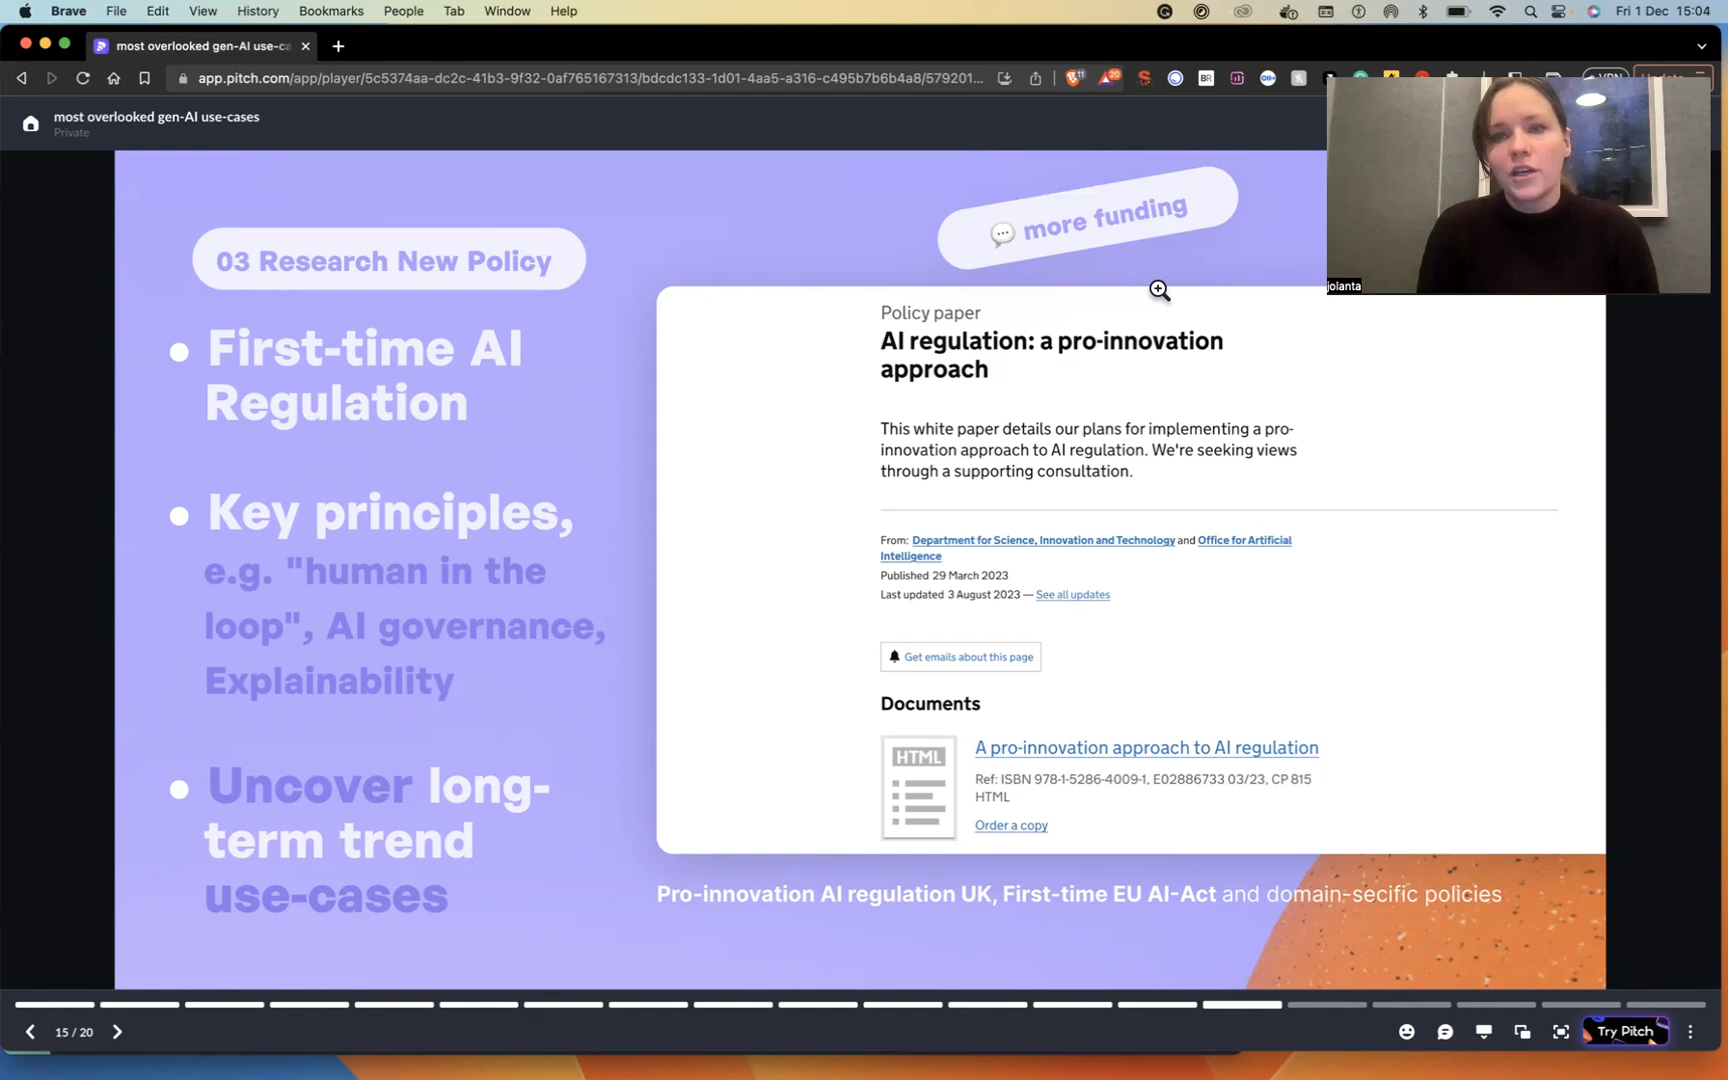 Brave File Edit View History Bookmarks People Tab Window Help Fri 1 Dec 15:04
most overlooked gen-AI use-ca
app.pitch.com/app/player/5c5374aa-dc2c-41b3-9f32-0af765167313/bdcdc133-1d01-4aa5-a316-c495b7b6b4a8/579201...
most overlooked gen-AI use-cases
Private
jolanta
more funding
03 Research New Policy
First-time AI
Regulation
Key principles,
e.g. "human in the
loop", AI governance,
Explainability
Uncover long-
term trend
use-cases
Policy paper
AI regulation: a pro-innovation
approach
This white paper details our plans for implementing a pro-
innovation approach to AI regulation. We're seeking views
through a supporting consultation.
From: Department for Science, Innovation and Technology and Office for Artificial
Intelligence
Published 29 March 2023
Last updated 3 August 2023 — See all updates
Get emails about this page
Documents
HTML
A pro-innovation approach to AI regulation
Ref: ISBN 978-1-5286-4009-1, E02886733 03/23, CP 815
HTML
Order a copy
Pro-innovation AI regulation UK, First-time EU AI-Act and domain-secific policies
15 / 20
Try Pitch